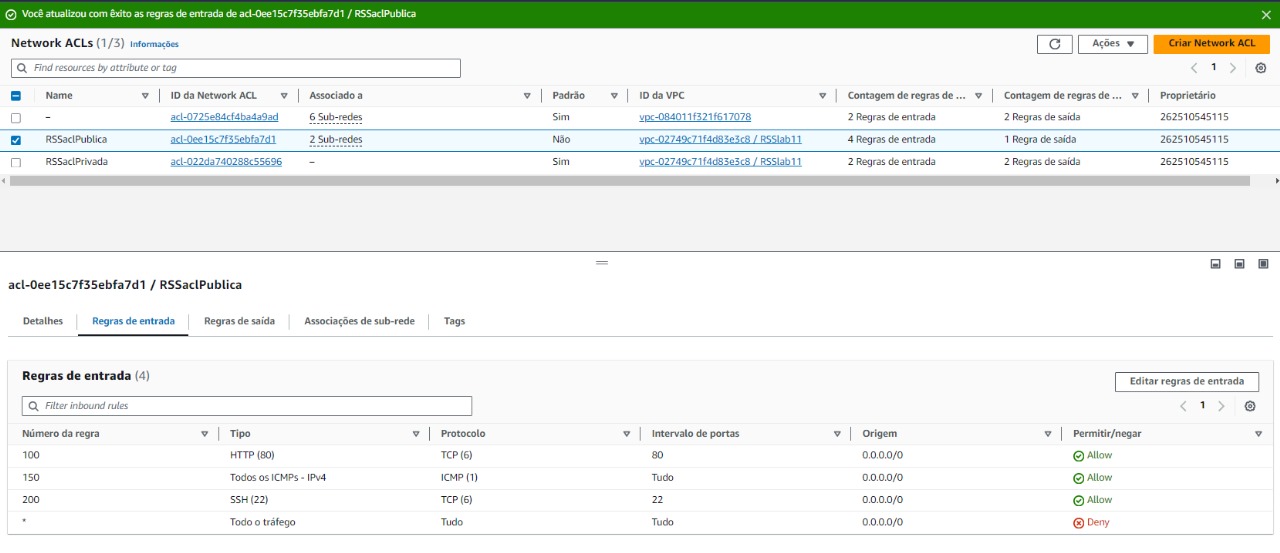 Você atualizou com êxito as regras de entrada de acl-0ee15c7f35ebfa7d1 / RSSaclPublica
Network ACLs (1/3) Informações
Ações
Criar Network ACL
Find resources by attribute or tag
1
Name ID da Network ACL Associado a Padrão ID da VPC Contagem de regras de ... Contagem de regras de ... Proprietário
– acl-0725e84cf4ba4a9ad 6 Sub-redes Sim vpc-084011f321f617078 2 Regras de entrada 2 Regras de saída 262510545115
RSSaclPublica acl-0ee15c7f35ebfa7d1 2 Sub-redes Não vpc-02749c71f4d83e3c8 / RSSlab11 4 Regras de entrada 1 Regra de saída 262510545115
RSSaclPrivada acl-022da740288c55696 – Sim vpc-02749c71f4d83e3c8 / RSSlab11 2 Regras de entrada 2 Regras de saída 262510545115
acl-0ee15c7f35ebfa7d1 / RSSaclPublica
Detalhes Regras de entrada Regras de saída Associações de sub-rede Tags
Regras de entrada (4)
Editar regras de entrada
Filter inbound rules
1
Número da regra Tipo Protocolo Intervalo de portas Origem Permitir/negar
100 HTTP (80) TCP (6) 80 0.0.0.0/0 Allow
150 Todos os ICMPs - IPv4 ICMP (1) Tudo 0.0.0.0/0 Allow
200 SSH (22) TCP (6) 22 0.0.0.0/0 Allow
* Todo o tráfego Tudo Tudo 0.0.0.0/0 Deny